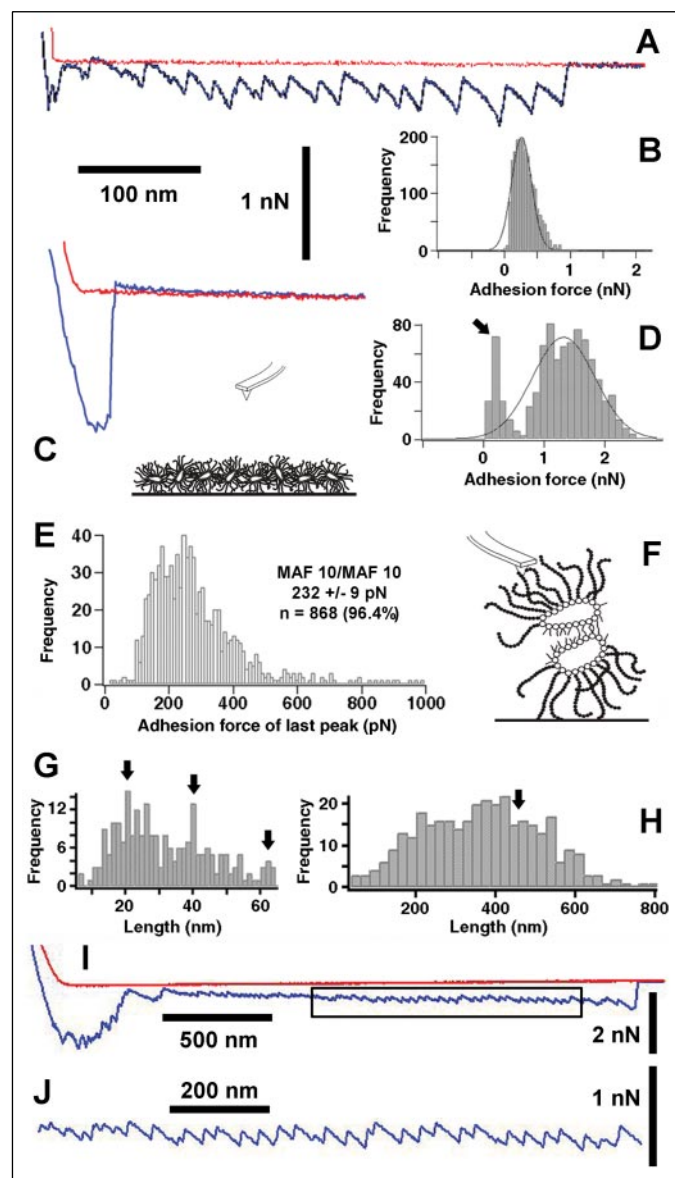 A
100 nm
1 nN
B
Frequency
200
100
0
0 1 2
Adhesion force (nN)
D
Frequency
80
40
0
0 1 2
Adhesion force (nN)
C
E
Frequency
40
30
20
10
0
MAF 10/MAF 10
232 +/- 9 pN
n = 868 (96.4%)
0 200 400 600 800 1000
Adhesion force of last peak (pN)
F
G
Frequency
12
8
4
0
20 40 60
Length (nm)
H
Frequency
20
10
0
200 400 600 800
Length (nm)
I
500 nm
2 nN
J
200 nm
1 nN